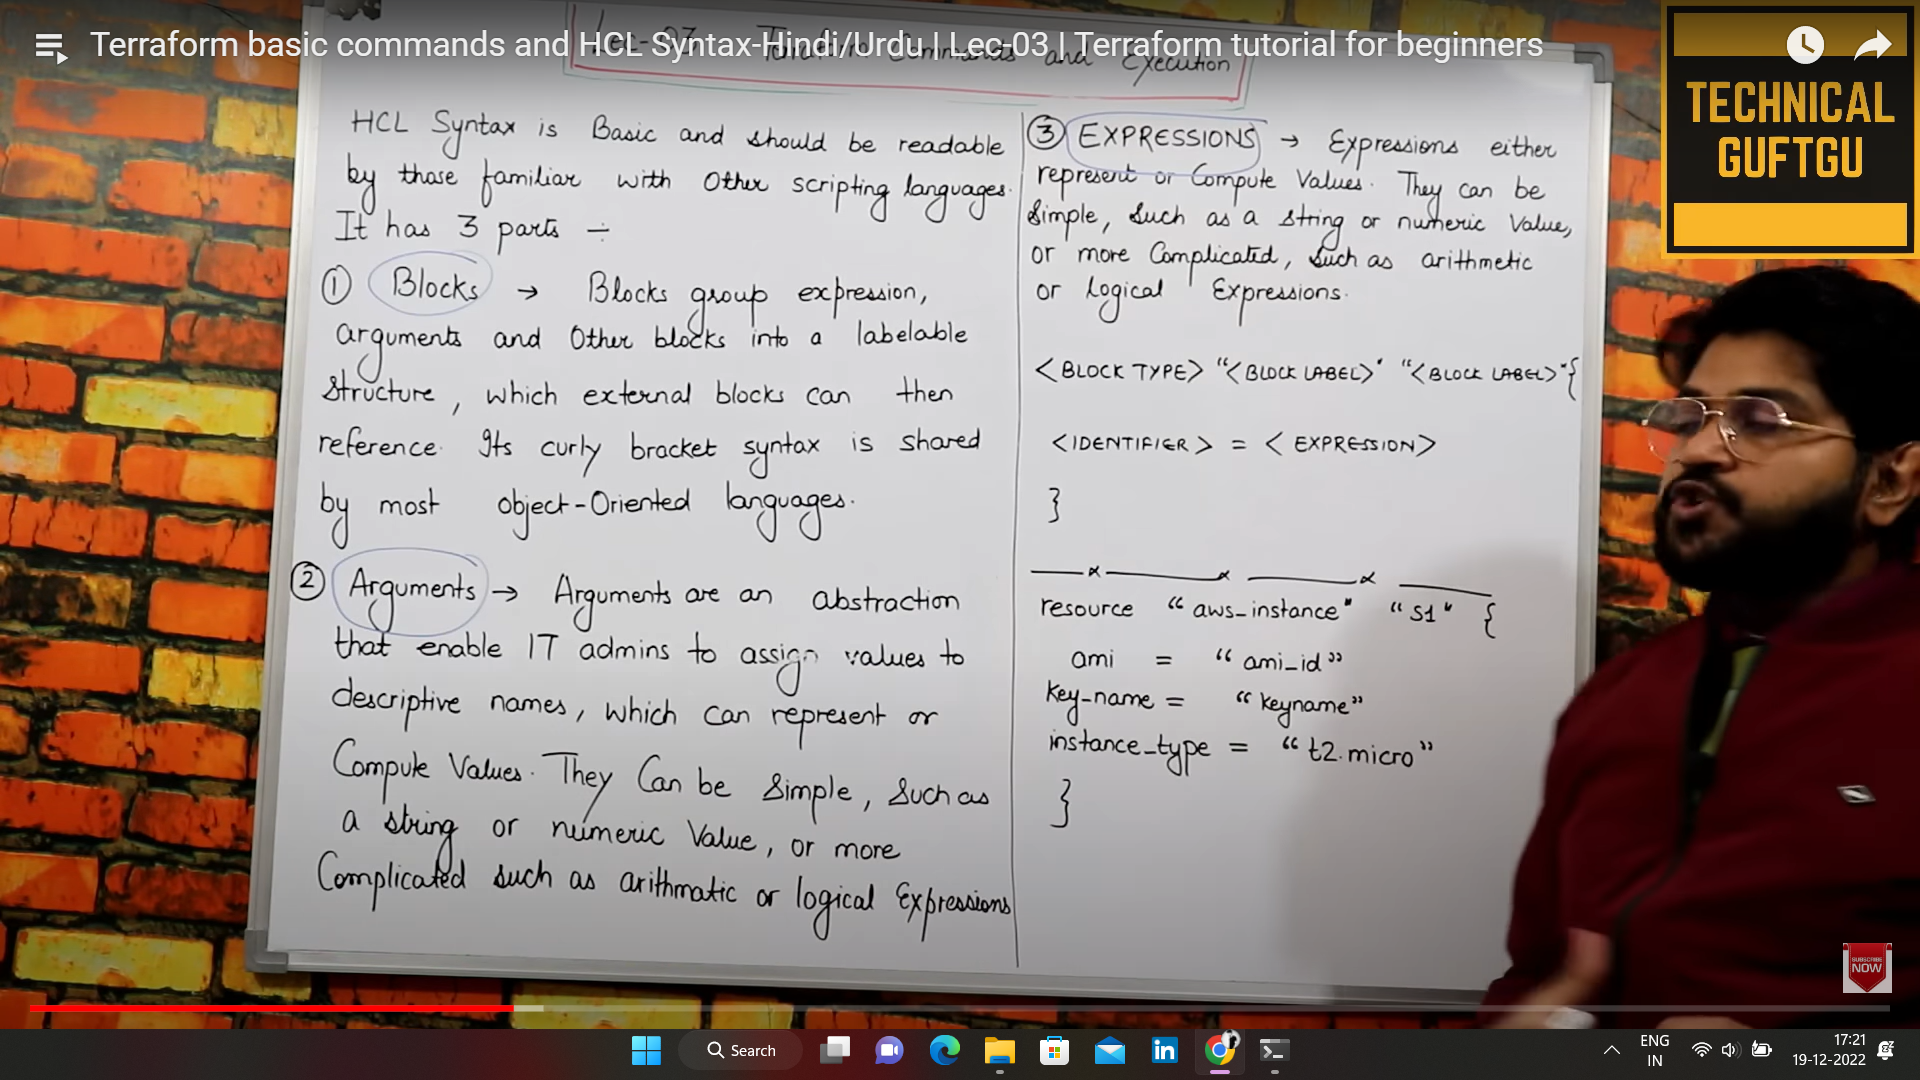 Terraform basic commands and HCL Syntax-Hindi/Urdu | Lec-03 | Terraform tutorial for beginners
Lec-03 Terraform Commands and Execution
TECHNICAL
GUFTGU
HCL Syntax is Basic and should be readable
by those familiar with Other scripting languages.
It has 3 parts ÷
① Blocks → Blocks group expression,
arguments and Other blocks into a labelable
structure, which external blocks can then
reference. Its curly bracket syntax is shared
by most object-Oriented languages.
② Arguments → Arguments are an abstraction
that enable IT admins to assign values to
descriptive names, which can represent or
Compute Values. They Can be Simple, Such as
a string or numeric Value, or more
Complicated such as arithmatic or logical Expressions
③ EXPRESSIONS → Expressions either
represent or Compute Values. They can be
Simple, Such as a string or numeric Value,
or more Complicated, Such as arithmetic
or logical Expressions.
<BLOCK TYPE> "<BLOCK LABEL>" "<BLOCK LABEL>" {
<IDENTIFIER> = <EXPRESSION>
}
resource "aws_instance" "S1" {
ami = "ami_id"
key_name = "keyname"
instance_type = "t2.micro"
}
SUBSCRIBE
NOW
Search
ENG
IN
17:21
19-12-2022